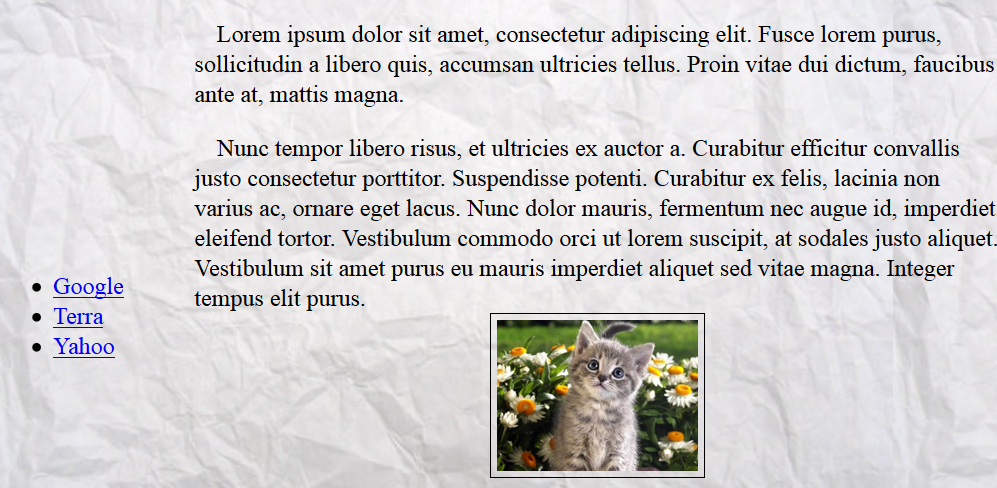 Lorem ipsum dolor sit amet, consectetur adipiscing elit. Fusce lorem purus,
sollicitudin a libero quis, accumsan ultricies tellus. Proin vitae dui dictum, faucibus
ante at, mattis magna.
Nunc tempor libero risus, et ultricies ex auctor a. Curabitur efficitur convallis
justo consectetur porttitor. Suspendisse potenti. Curabitur ex felis, lacinia non
varius ac, ornare eget lacus. Nunc dolor mauris, fermentum nec augue id, imperdiet
eleifend tortor. Vestibulum commodo orci ut lorem suscipit, at sodales justo aliquet.
Vestibulum sit amet purus eu mauris imperdiet aliquet sed vitae magna. Integer
tempus elit purus.
Google
Terra
Yahoo